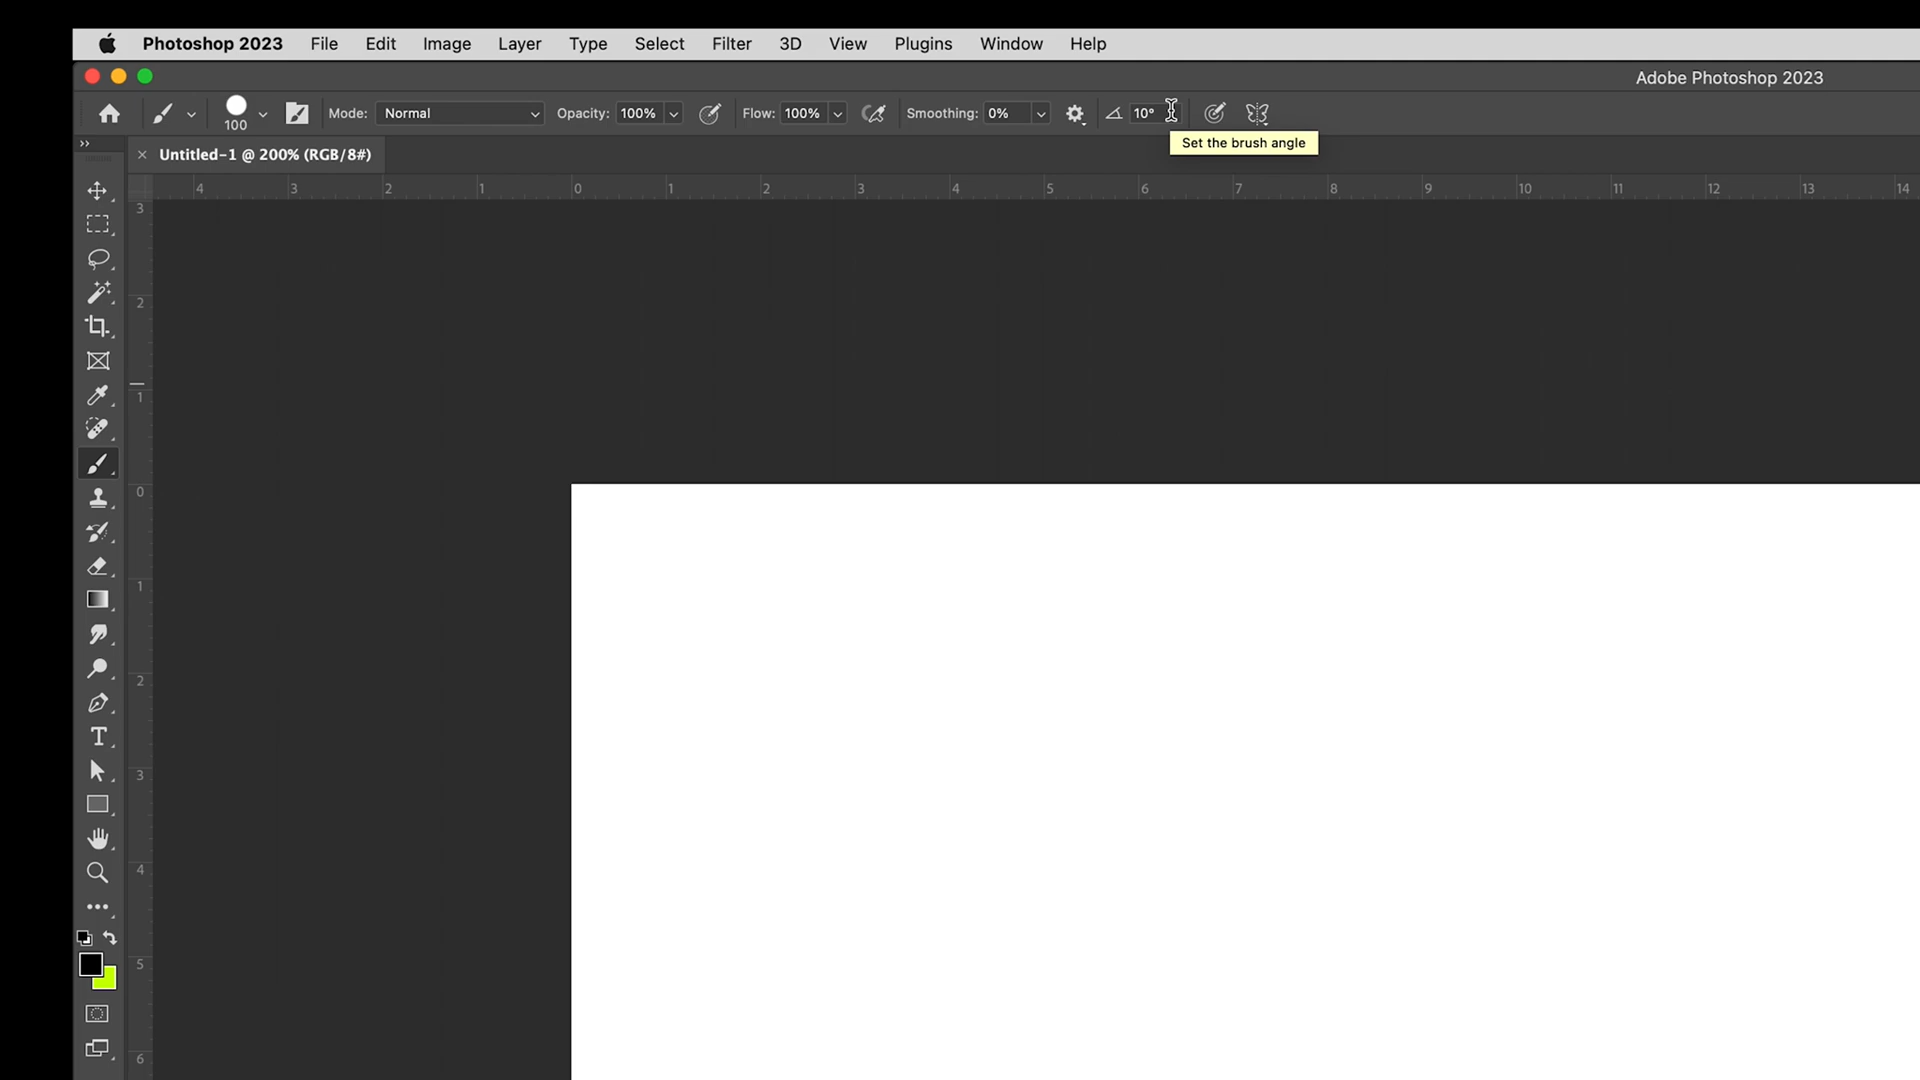 Photoshop 2023 File Edit Image Layer Type Select Filter 3D View Plugins Window Help
Adobe Photoshop 2023
100 Mode: Normal Opacity: 100% Flow: 100% Smoothing: 0% 10°
Set the brush angle
Untitled-1 @ 200% (RGB/8#)
4 3 2 1 0 1 2 3 4 5 6 7 8 9 10 11 12 13 14
3
2
1
0
1
2
3
4
5
6